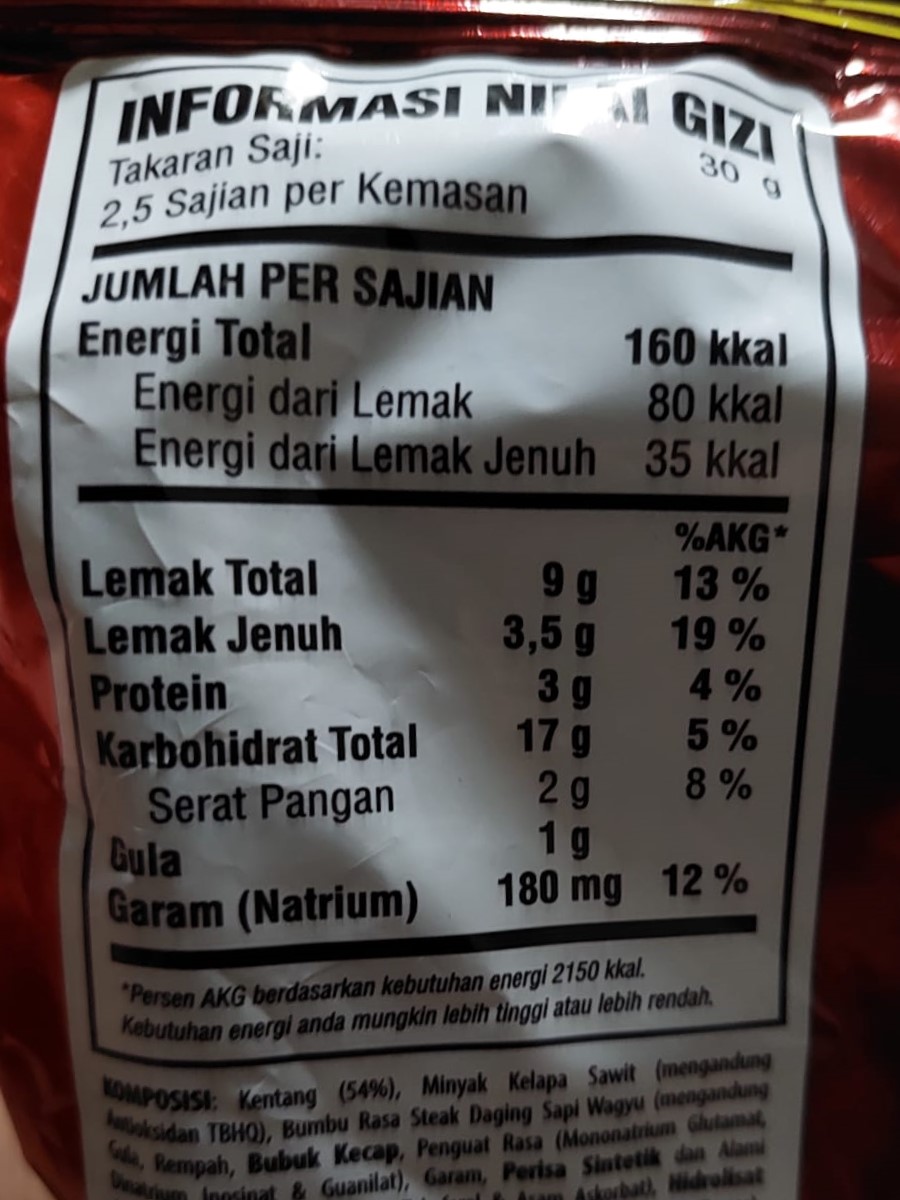 INFORMASI NILAI GIZI
Takaran Saji: 30 g
2,5 Sajian per Kemasan
JUMLAH PER SAJIAN
Energi Total 160 kkal
Energi dari Lemak 80 kkal
Energi dari Lemak Jenuh 35 kkal
%AKG*
Lemak Total 9 g 13 %
Lemak Jenuh 3,5 g 19 %
Protein 3 g 4 %
Karbohidrat Total 17 g 5 %
Serat Pangan 2 g 8 %
Gula 1 g
Garam (Natrium) 180 mg 12 %
*Persen AKG berdasarkan kebutuhan energi 2150 kkal.
Kebutuhan energi anda mungkin lebih tinggi atau lebih rendah.
KOMPOSISI: Kentang (54%), Minyak Kelapa Sawit (mengandung
Antioksidan TBHQ), Bumbu Rasa Steak Daging Sapi Wagyu (mengandung
Gula, Rempah, Bubuk Kecap, Penguat Rasa (Mononatrium Glutamat,
Dinatrium Inosinat & Guanilat), Garam, Perisa Sintetik dan Alami
& Asam Askorbat), Hidrolisat